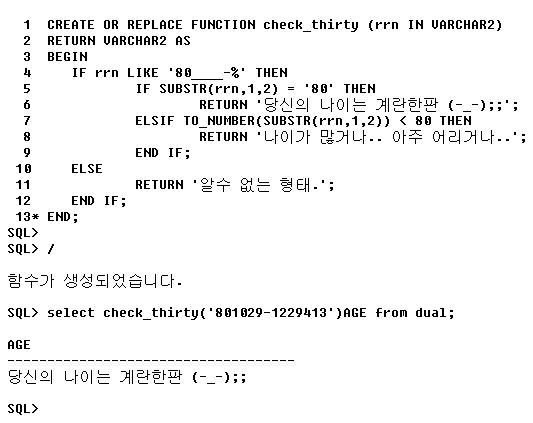 1 CREATE OR REPLACE FUNCTION check_thirty (rrn IN VARCHAR2)
2 RETURN VARCHAR2 AS
3 BEGIN
4 IF rrn LIKE '80____-%' THEN
5 IF SUBSTR(rrn,1,2) = '80' THEN
6 RETURN '당신의 나이는 계란한판 (-_-);;';
7 ELSIF TO_NUMBER(SUBSTR(rrn,1,2)) < 80 THEN
8 RETURN '나이가 많거나.. 아주 어리거나..';
9 END IF;
10 ELSE
11 RETURN '알수 없는 형태.';
12 END IF;
13* END;
SQL>
SQL> /
함수가 생성되었습니다.
SQL> select check_thirty('801029-1229413')AGE from dual;
AGE
------------------------------------
당신의 나이는 계란한판 (-_-);;
SQL>